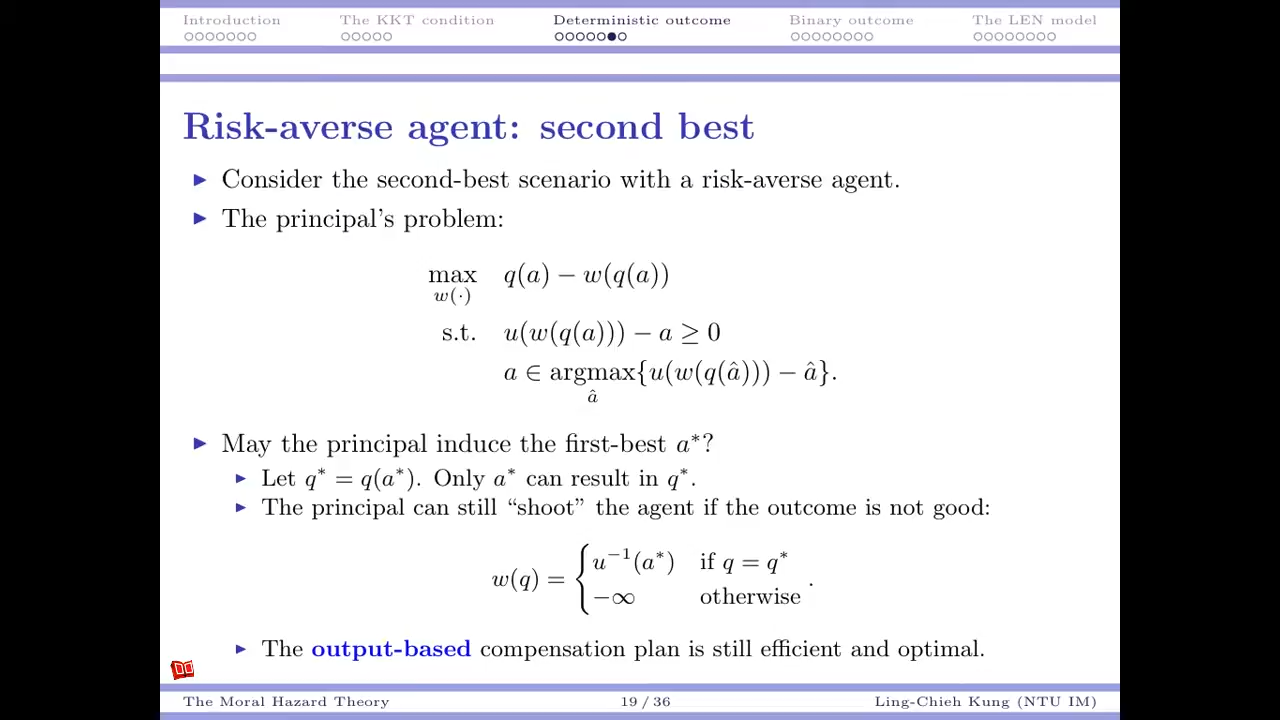 Introduction The KKT condition Deterministic outcome Binary outcome The LEN model
Risk-averse agent: second best
Consider the second-best scenario with a risk-averse agent.
The principal's problem:
max q(a) − w(q(a))
w(·)
s.t. u(w(q(a))) − a ≥ 0
a ∈ argmax{u(w(q(â))) − â}.
â
May the principal induce the first-best a*?
Let q* = q(a*). Only a* can result in q*.
The principal can still “shoot” the agent if the outcome is not good:
w(q) = { u⁻¹(a*) if q = q*
−∞ otherwise .
The output-based compensation plan is still efficient and optimal.
The Moral Hazard Theory 19 / 36 Ling-Chieh Kung (NTU IM)